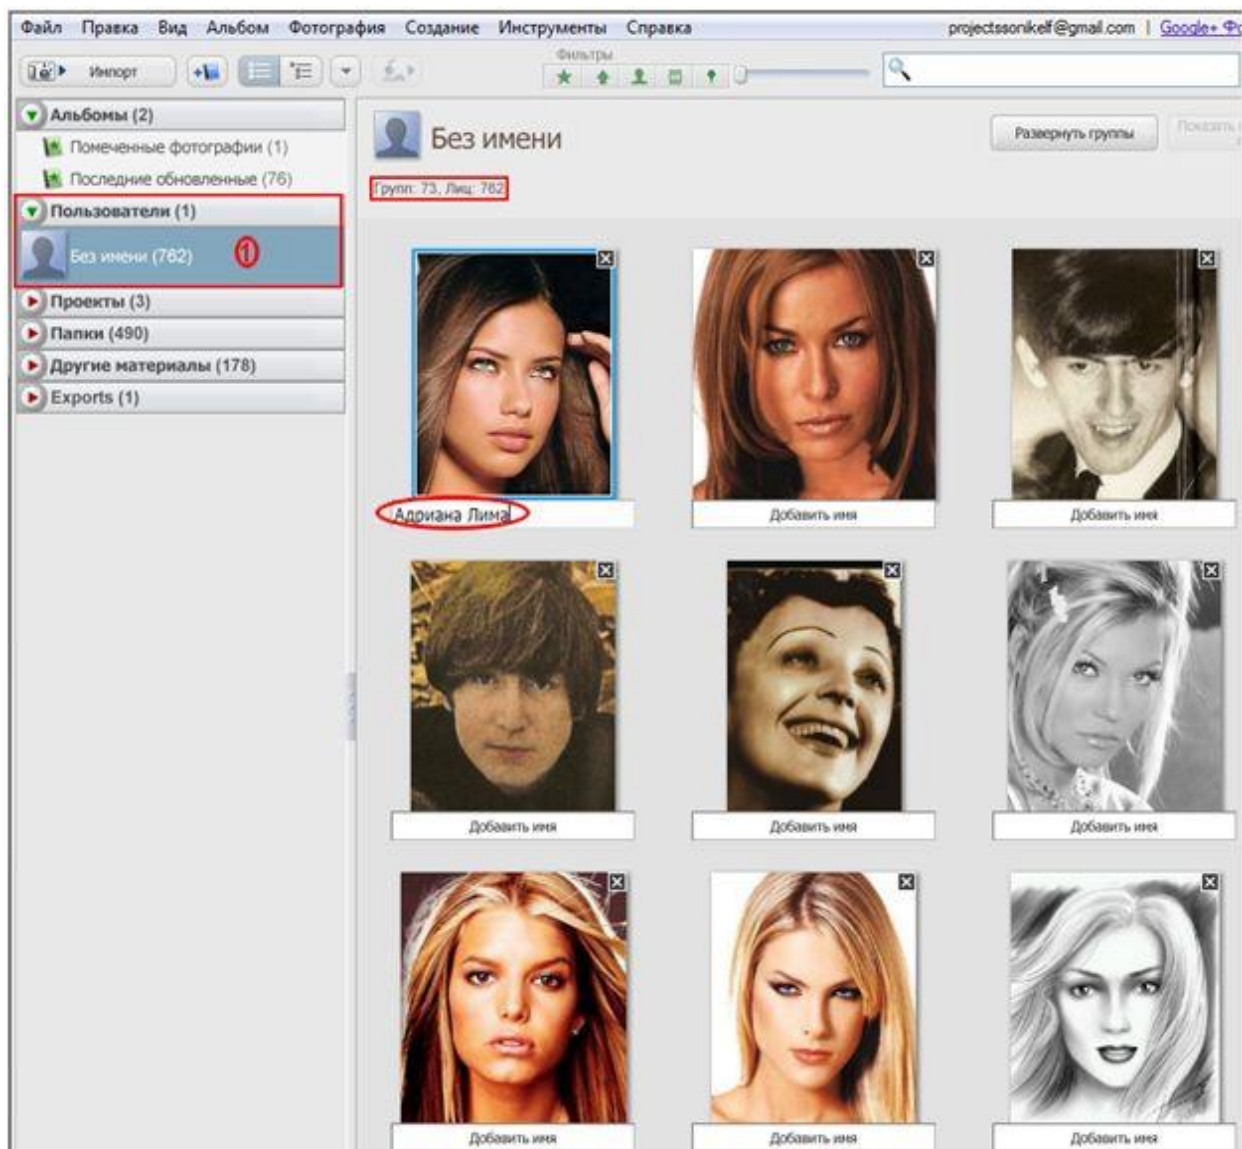 Файл Правка Вид Альбом Фотография Создание Инструменты Справка projectssonikelf@gmail.com | Google+
Фильтры
Импорт
Альбомы (2)
Помеченные фотографии (1)
Последние обновленные (76)
Пользователи (1)
Без имени (762)
1
Проекты (3)
Папки (490)
Другие материалы (178)
Exports (1)
Без имени
Развернуть группы
Показать
Групп: 73, Лиц: 762
Адриана Лима
Добавить имя
Добавить имя
Добавить имя
Добавить имя
Добавить имя
Добавить имя
Добавить имя
Добавить имя